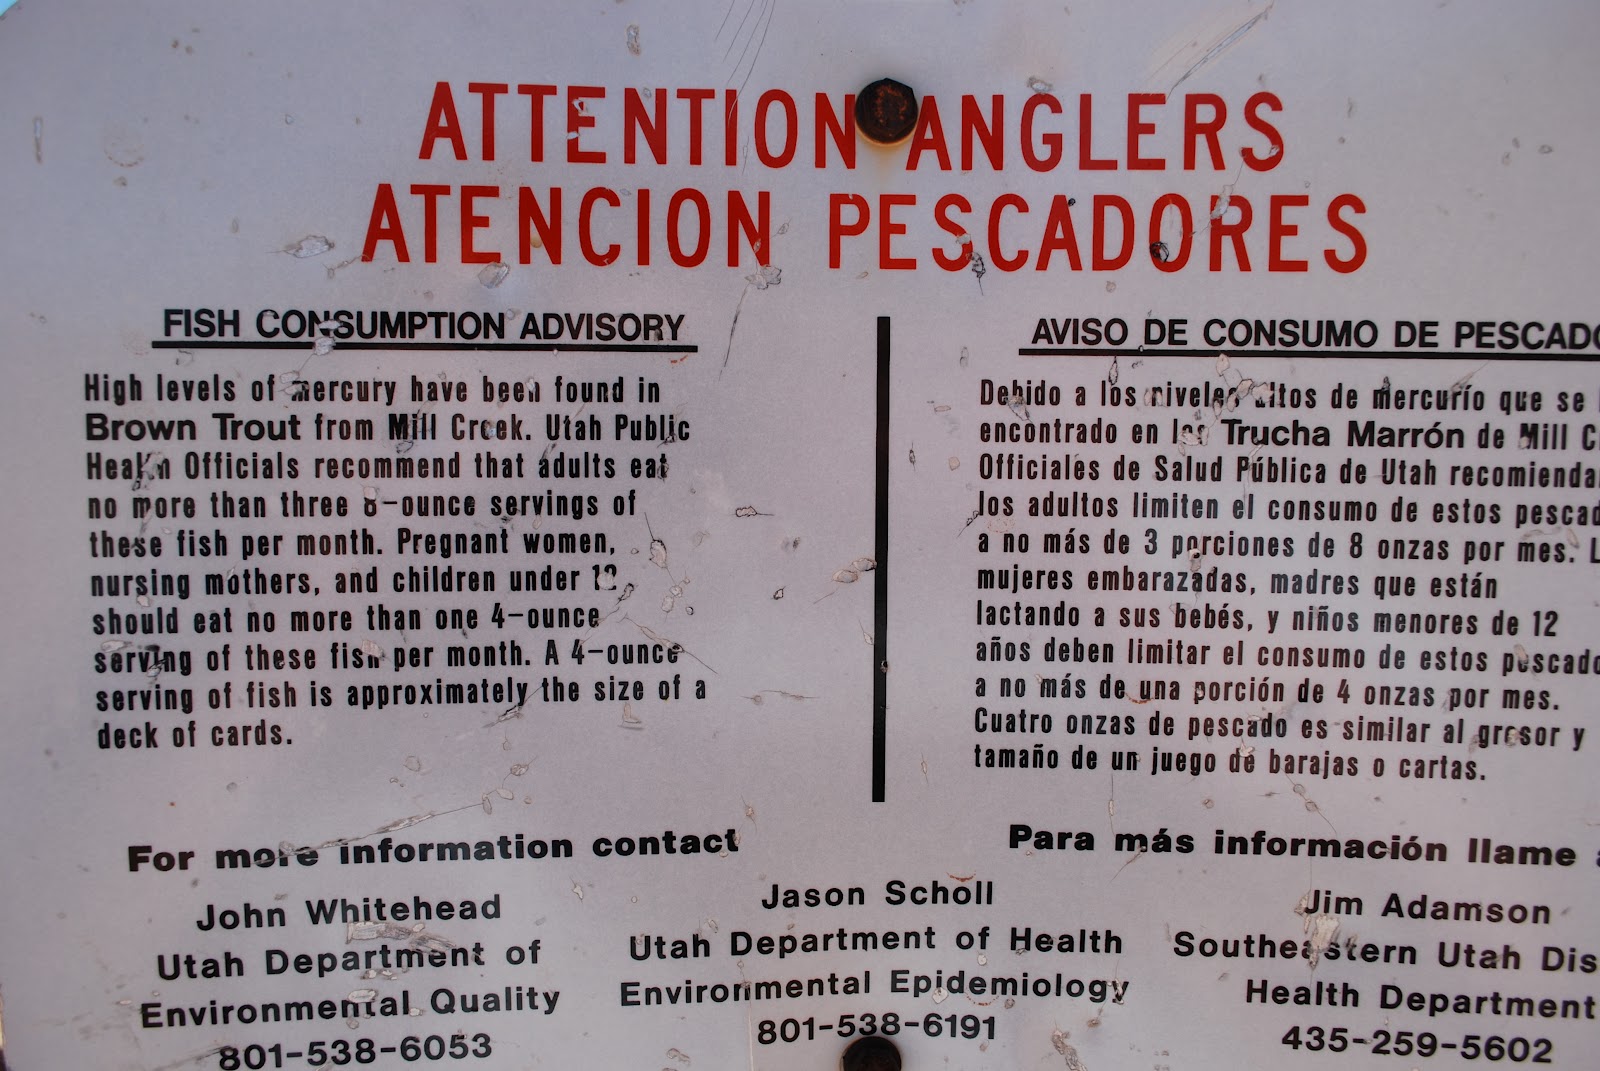 ATTENTION ANGLERS
ATENCION PESCADORES
FISH CONSUMPTION ADVISORY
High levels of mercury have been found in
Brown Trout from Mill Creek. Utah Public
Health Officials recommend that adults eat
no more than three 8-ounce servings of
these fish per month. Pregnant women,
nursing mothers, and children under 12
should eat no more than one 4-ounce
serving of these fish per month. A 4-ounce
serving of fish is approximately the size of a
deck of cards.
AVISO DE CONSUMO DE PESCADO
Debido a los niveles altos de mercurío que se
encontrado en los Trucha Marrón de Mill
Officiales de Salud Pública de Utah
los adultos limiten el consumo de estos
a no más de 3 porciones de 8 onzas por mes.
mujeres embarazadas, madres que están
lactando a sus bebés, y niños menores de 12
años deben limitar el consumo de estos
a no más de una porción de 4 onzas por mes.
Cuatro onzas de pescado es similar al grosor y
tamaño de un juego de barajas o cartas.
For more information contact
John Whitehead
Utah Department of
Environmental Quality
801-538-6053
Jason Scholl
Utah Department of Health
Environmental Epidemiology
801-538-6191
Para más información llame
Jim Adamson
Southeastern Utah
Health Department
435-259-5602